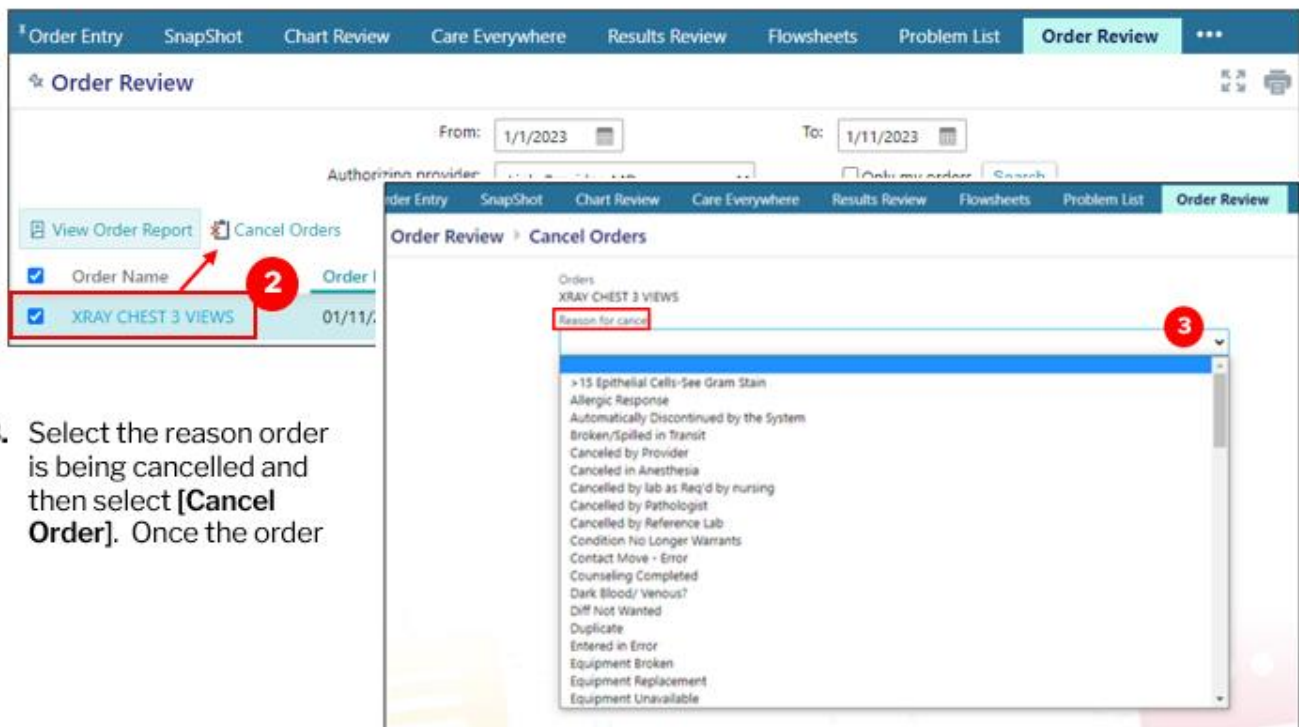 Order Entry SnapShot Chart Review Care Everywhere Results Review Flowsheets Problem List Order Review •••
Order Review
From: 1/1/2023 To: 1/11/2023
Authorizing provider: Only my orders Search
View Order Report Cancel Orders
Order Name Order
XRAY CHEST 3 VIEWS 01/11/
2
rder Entry SnapShot Chart Review Care Everywhere Results Review Flowsheets Problem List Order Review
Order Review Cancel Orders
Orders
XRAY CHEST 3 VIEWS
Reason for cancel
3
>15 Epithelial Cells-See Gram Stain
Allergic Response
Automatically Discontinued by the System
Broken/Spilled in Transit
Canceled by Provider
Canceled in Anesthesia
Cancelled by lab as Req'd by nursing
Cancelled by Pathologist
Cancelled by Reference Lab
Condition No Longer Warrants
Contact Move - Error
Counseling Completed
Dark Blood/ Venous?
Diff Not Wanted
Duplicate
Entered in Error
Equipment Broken
Equipment Replacement
Equipment Unavailable
Select the reason order
is being cancelled and
then select [Cancel
Order]. Once the order